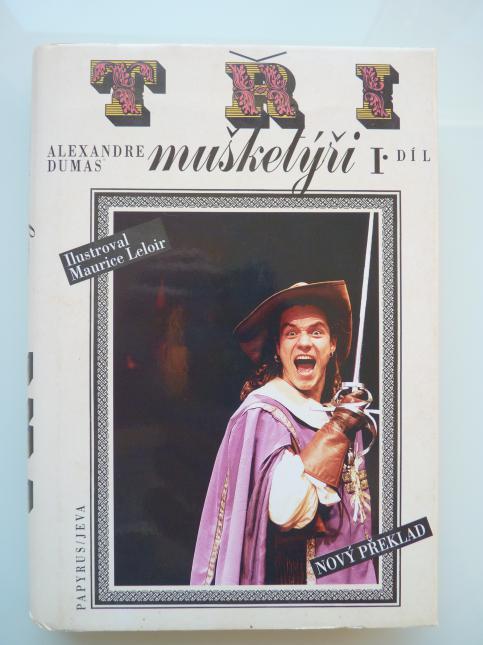 TŘI
ALEXANDRE
DUMAS
mušketýři I. DÍL
Ilustroval
Maurice Leloir
NOVÝ PŘEKLAD
PAPYRUS/JEVA